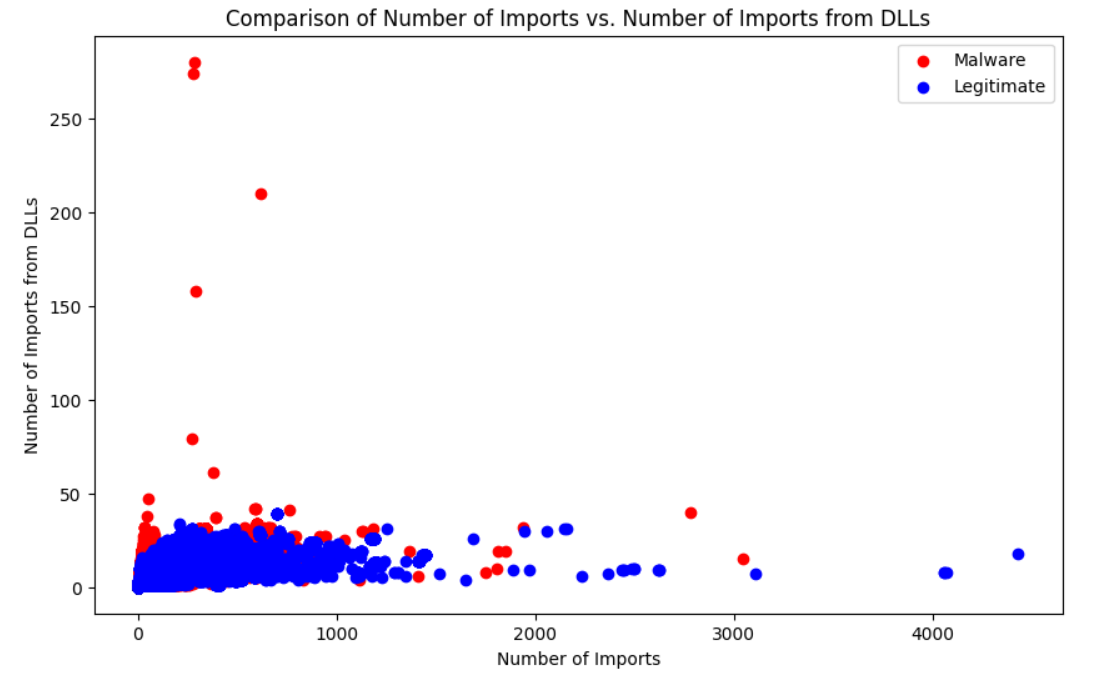 Comparison of Number of Imports vs. Number of Imports from DLLs
Malware
Legitimate
Number of Imports from DLLs
250
200
150
100
50
0
0 1000 2000 3000 4000
Number of Imports